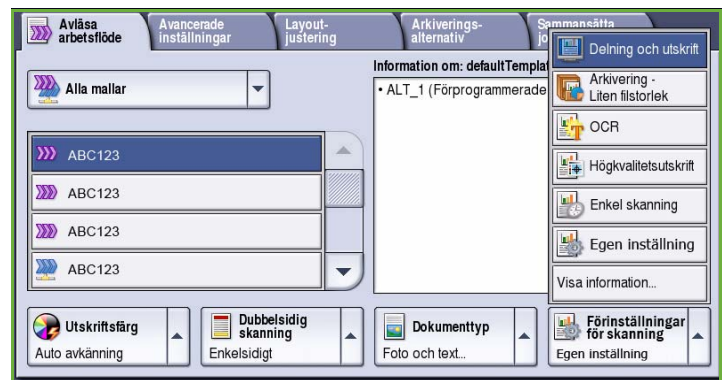 Avläsa
arbetsflöde
Avancerade
inställningar
Layout-
justering
Arkiverings-
alternativ
Sammansätta
jo
Alla mallar
ABC123
ABC123
ABC123
ABC123
Information om: defaultTempla
• ALT_1 (Förprogrammerade
Delning och utskrift
Arkivering -
Liten filstorlek
OCR
Högkvalitetsutskrift
Enkel skanning
Egen inställning
Visa information...
Utskriftsfärg
Auto avkänning
Dubbelsidig
skanning
Enkelsidigt
Dokumenttyp
Foto och text...
Förinställningar
för skanning
Egen inställning